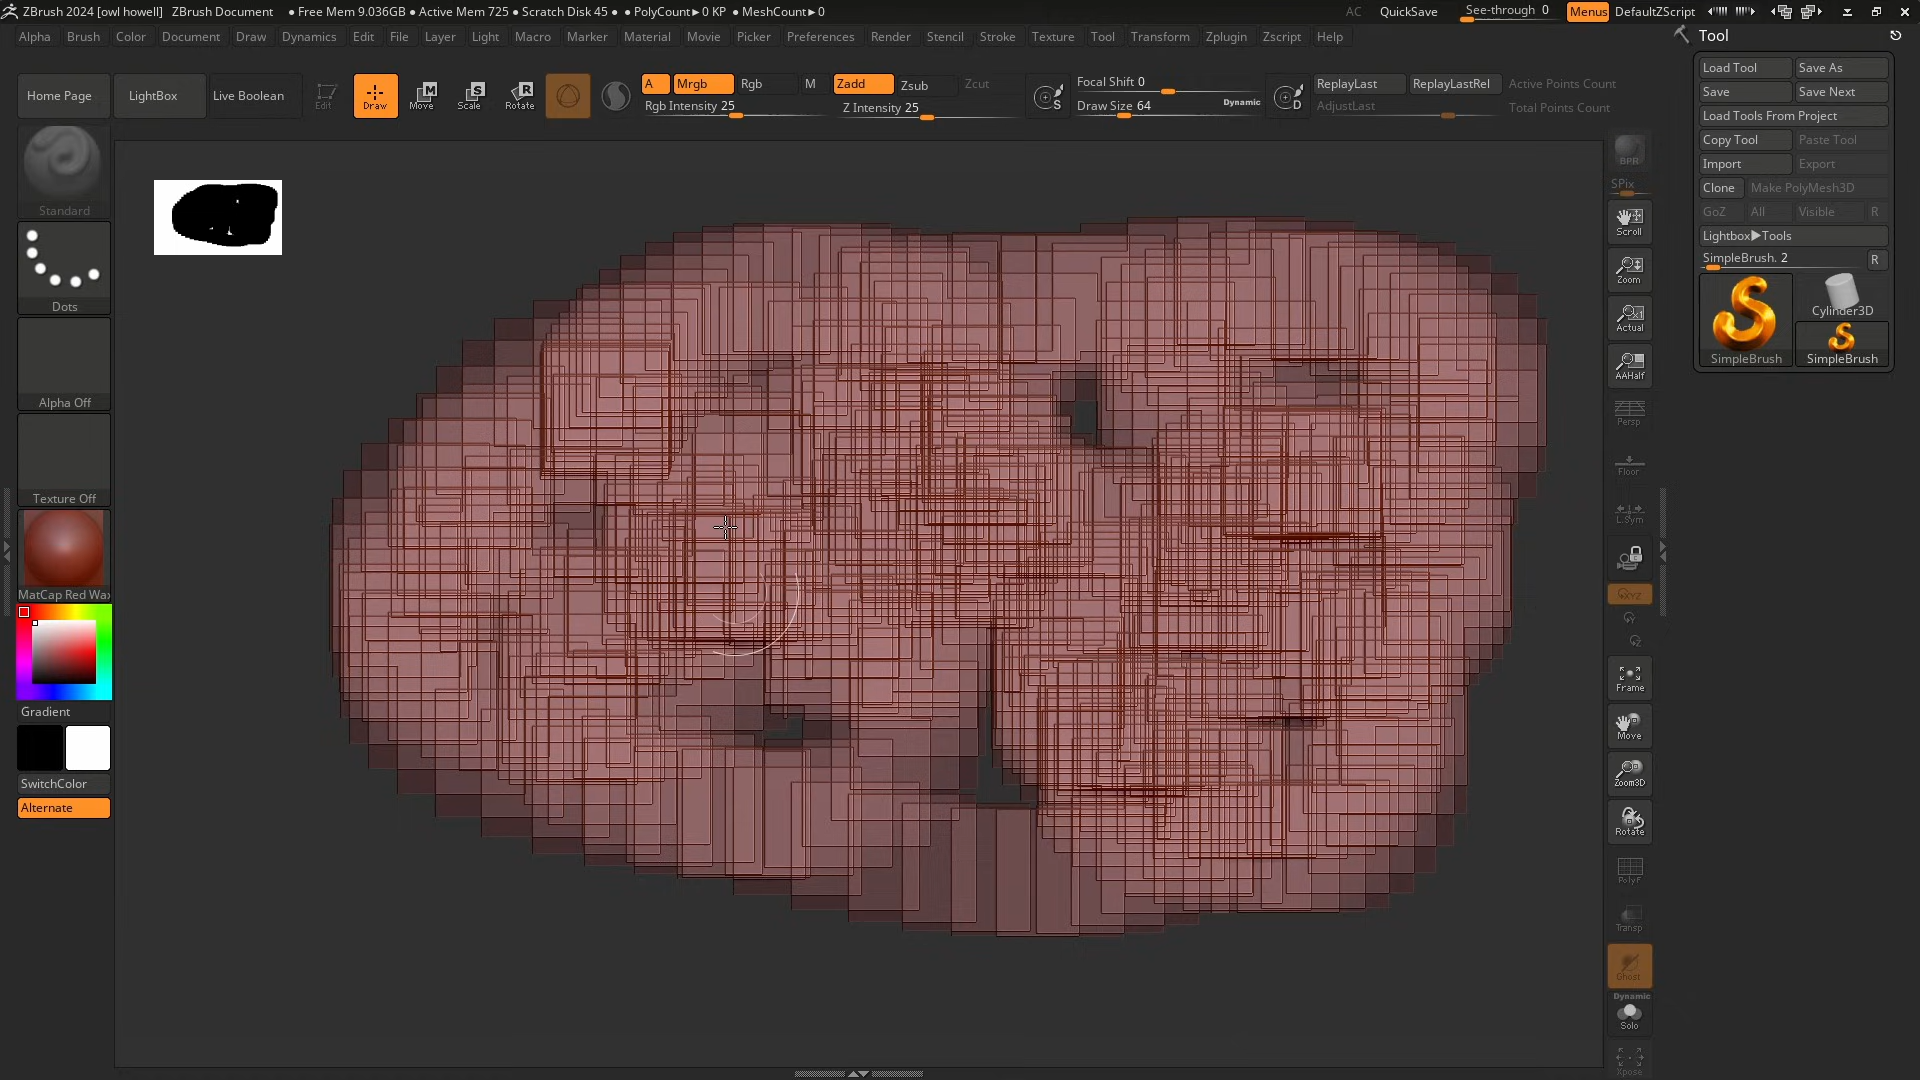 ZBrush 2024 [owl howell] ZBrush Document • Free Mem 9.036GB • Active Mem 725 • Scratch Disk 45 • • PolyCount▸0 KP • MeshCount▸0 AC QuickSave See-through 0 Menus DefaultZScript
Alpha Brush Color Document Draw Dynamics Edit File Layer Light Macro Marker Material Movie Picker Preferences Render Stencil Stroke Texture Tool Transform Zplugin Zscript Help
Tool
Home Page LightBox Live Boolean Edit Draw Move Scale Rotate
A Mrgb Rgb M Zadd Zsub Zcut
Rgb Intensity 25 Z Intensity 25
Focal Shift 0
Draw Size 64 Dynamic
ReplayLast ReplayLastRel Active Points Count
AdjustLast Total Points Count
Load Tool Save As
Save Save Next
Load Tools From Project
Copy Tool Paste Tool
Import Export
Clone Make PolyMesh3D
GoZ All Visible R
Lightbox▸Tools
SimpleBrush. 2 R
Cylinder3D
SimpleBrush SimpleBrush
Standard
Dots
Alpha Off
Texture Off
MatCap Red Wax
Gradient
SwitchColor
Alternate
BPR
SPix
Scroll
Zoom
Actual
AAHalf
Persp
Floor
L.Sym
XYZ
Frame
Move
Zoom3D
Rotate
PolyF
Transp
Ghost
Dynamic
Solo
Xpose